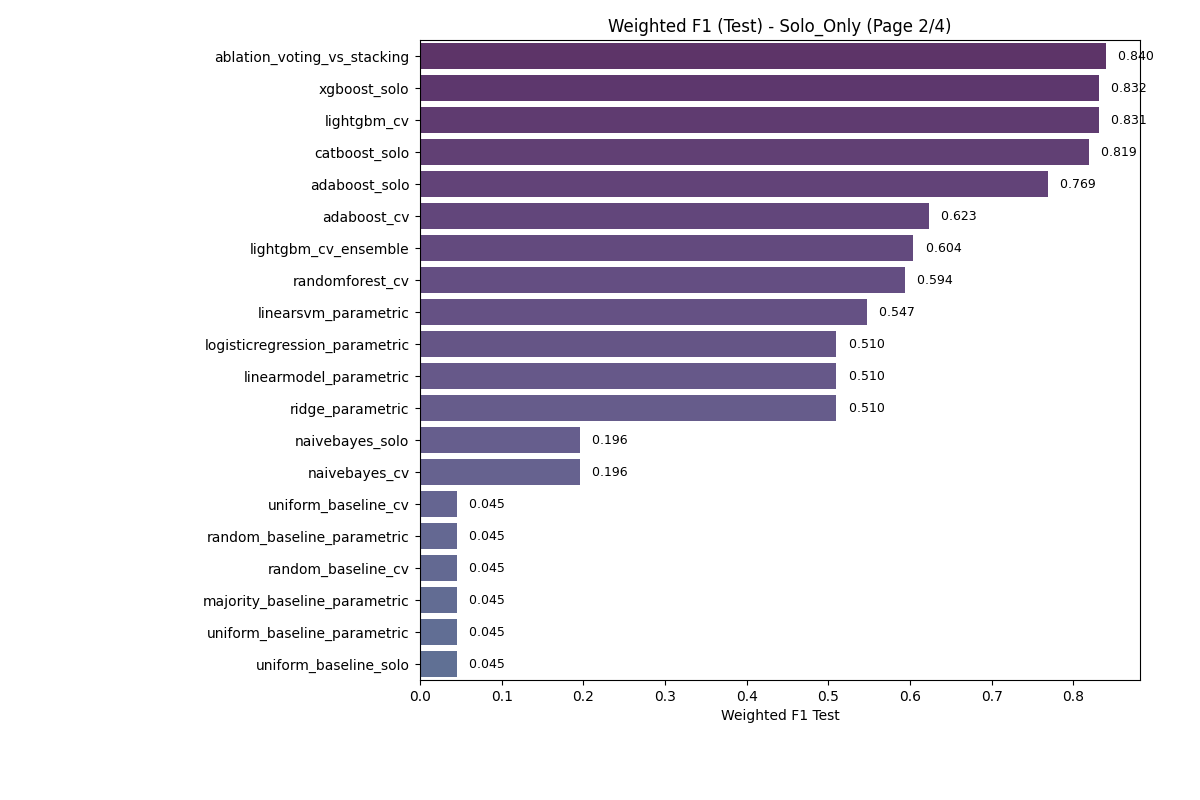 Weighted F1 (Test) - Solo_Only (Page 2/4)
ablation_voting_vs_stacking 0.840
xgboost_solo 0.832
lightgbm_cv 0.831
catboost_solo 0.819
adaboost_solo 0.769
adaboost_cv 0.623
lightgbm_cv_ensemble 0.604
randomforest_cv 0.594
linearsvm_parametric 0.547
logisticregression_parametric 0.510
linearmodel_parametric 0.510
ridge_parametric 0.510
naivebayes_solo 0.196
naivebayes_cv 0.196
uniform_baseline_cv 0.045
random_baseline_parametric 0.045
random_baseline_cv 0.045
majority_baseline_parametric 0.045
uniform_baseline_parametric 0.045
uniform_baseline_solo 0.045
0.0 0.1 0.2 0.3 0.4 0.5 0.6 0.7 0.8
Weighted F1 Test